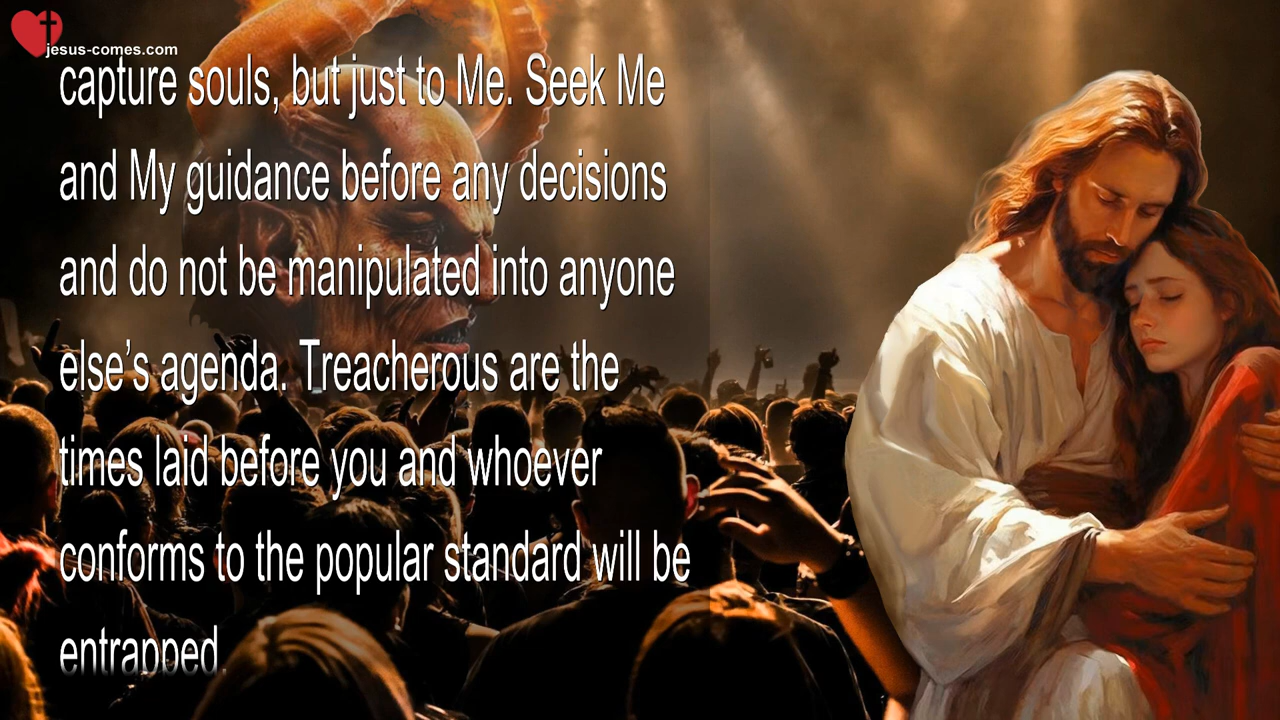 jesus-comes.com
capture souls, but just to Me. Seek Me
and My guidance before any decisions
and do not be manipulated into anyone
else’s agenda. Treacherous are the
times laid before you and whoever
conforms to the popular standard will be
entrapped.